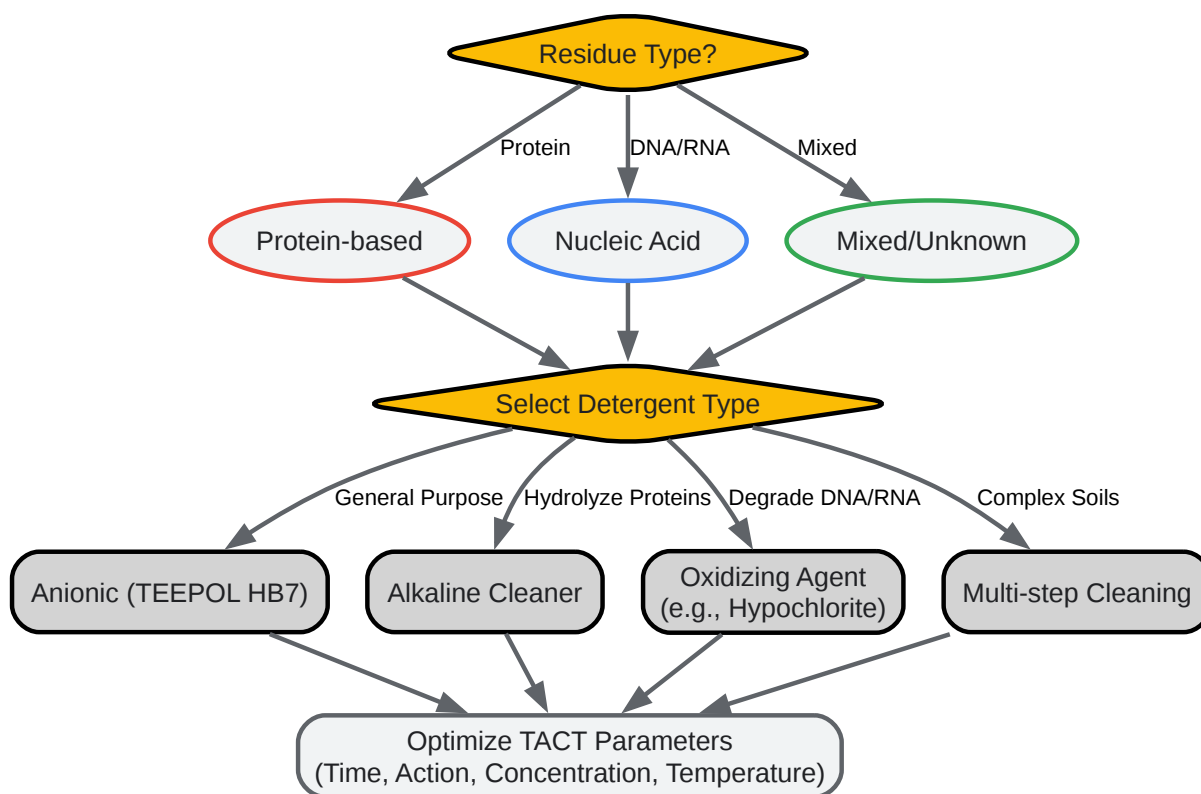 Residue Type?
Protein
DNA/RNA
Mixed
Protein-based
Nucleic Acid
Mixed/Unknown
Select Detergent Type
General Purpose
Hydrolyze Proteins
Degrade DNA/RNA
Complex Soils
Anionic (TEEPOL HB7)
Alkaline Cleaner
Oxidizing Agent
(e.g., Hypochlorite)
Multi-step Cleaning
Optimize TACT Parameters
(Time, Action, Concentration, Temperature)